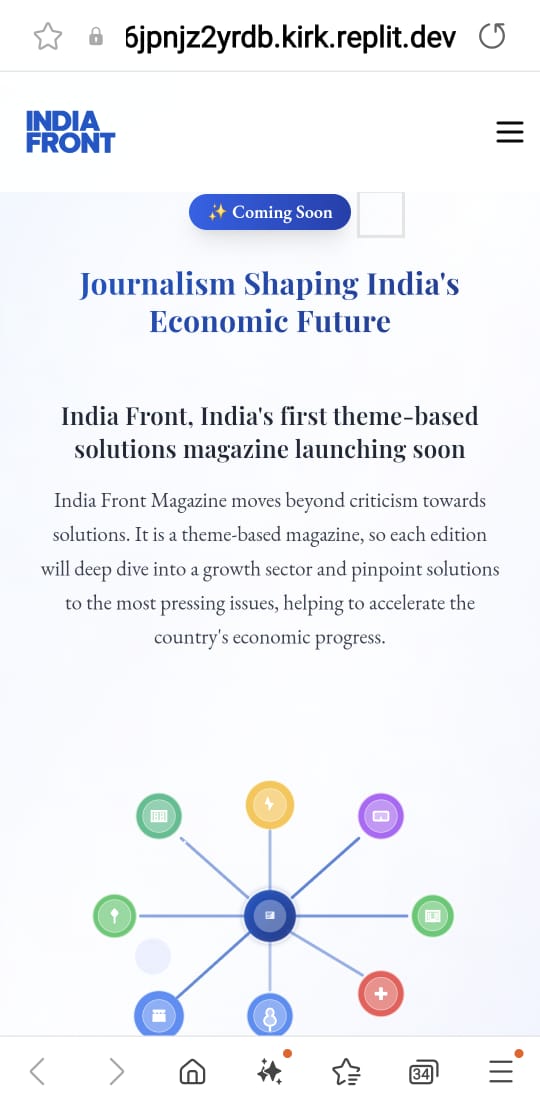 6jpnjz2yrdb.kirk.replit.dev
INDIA
FRONT
✨ Coming Soon
Journalism Shaping India's
Economic Future
India Front, India's first theme-based
solutions magazine launching soon
India Front Magazine moves beyond criticism towards
solutions. It is a theme-based magazine, so each edition
will deep dive into a growth sector and pinpoint solutions
to the most pressing issues, helping to accelerate the
country's economic progress.
34